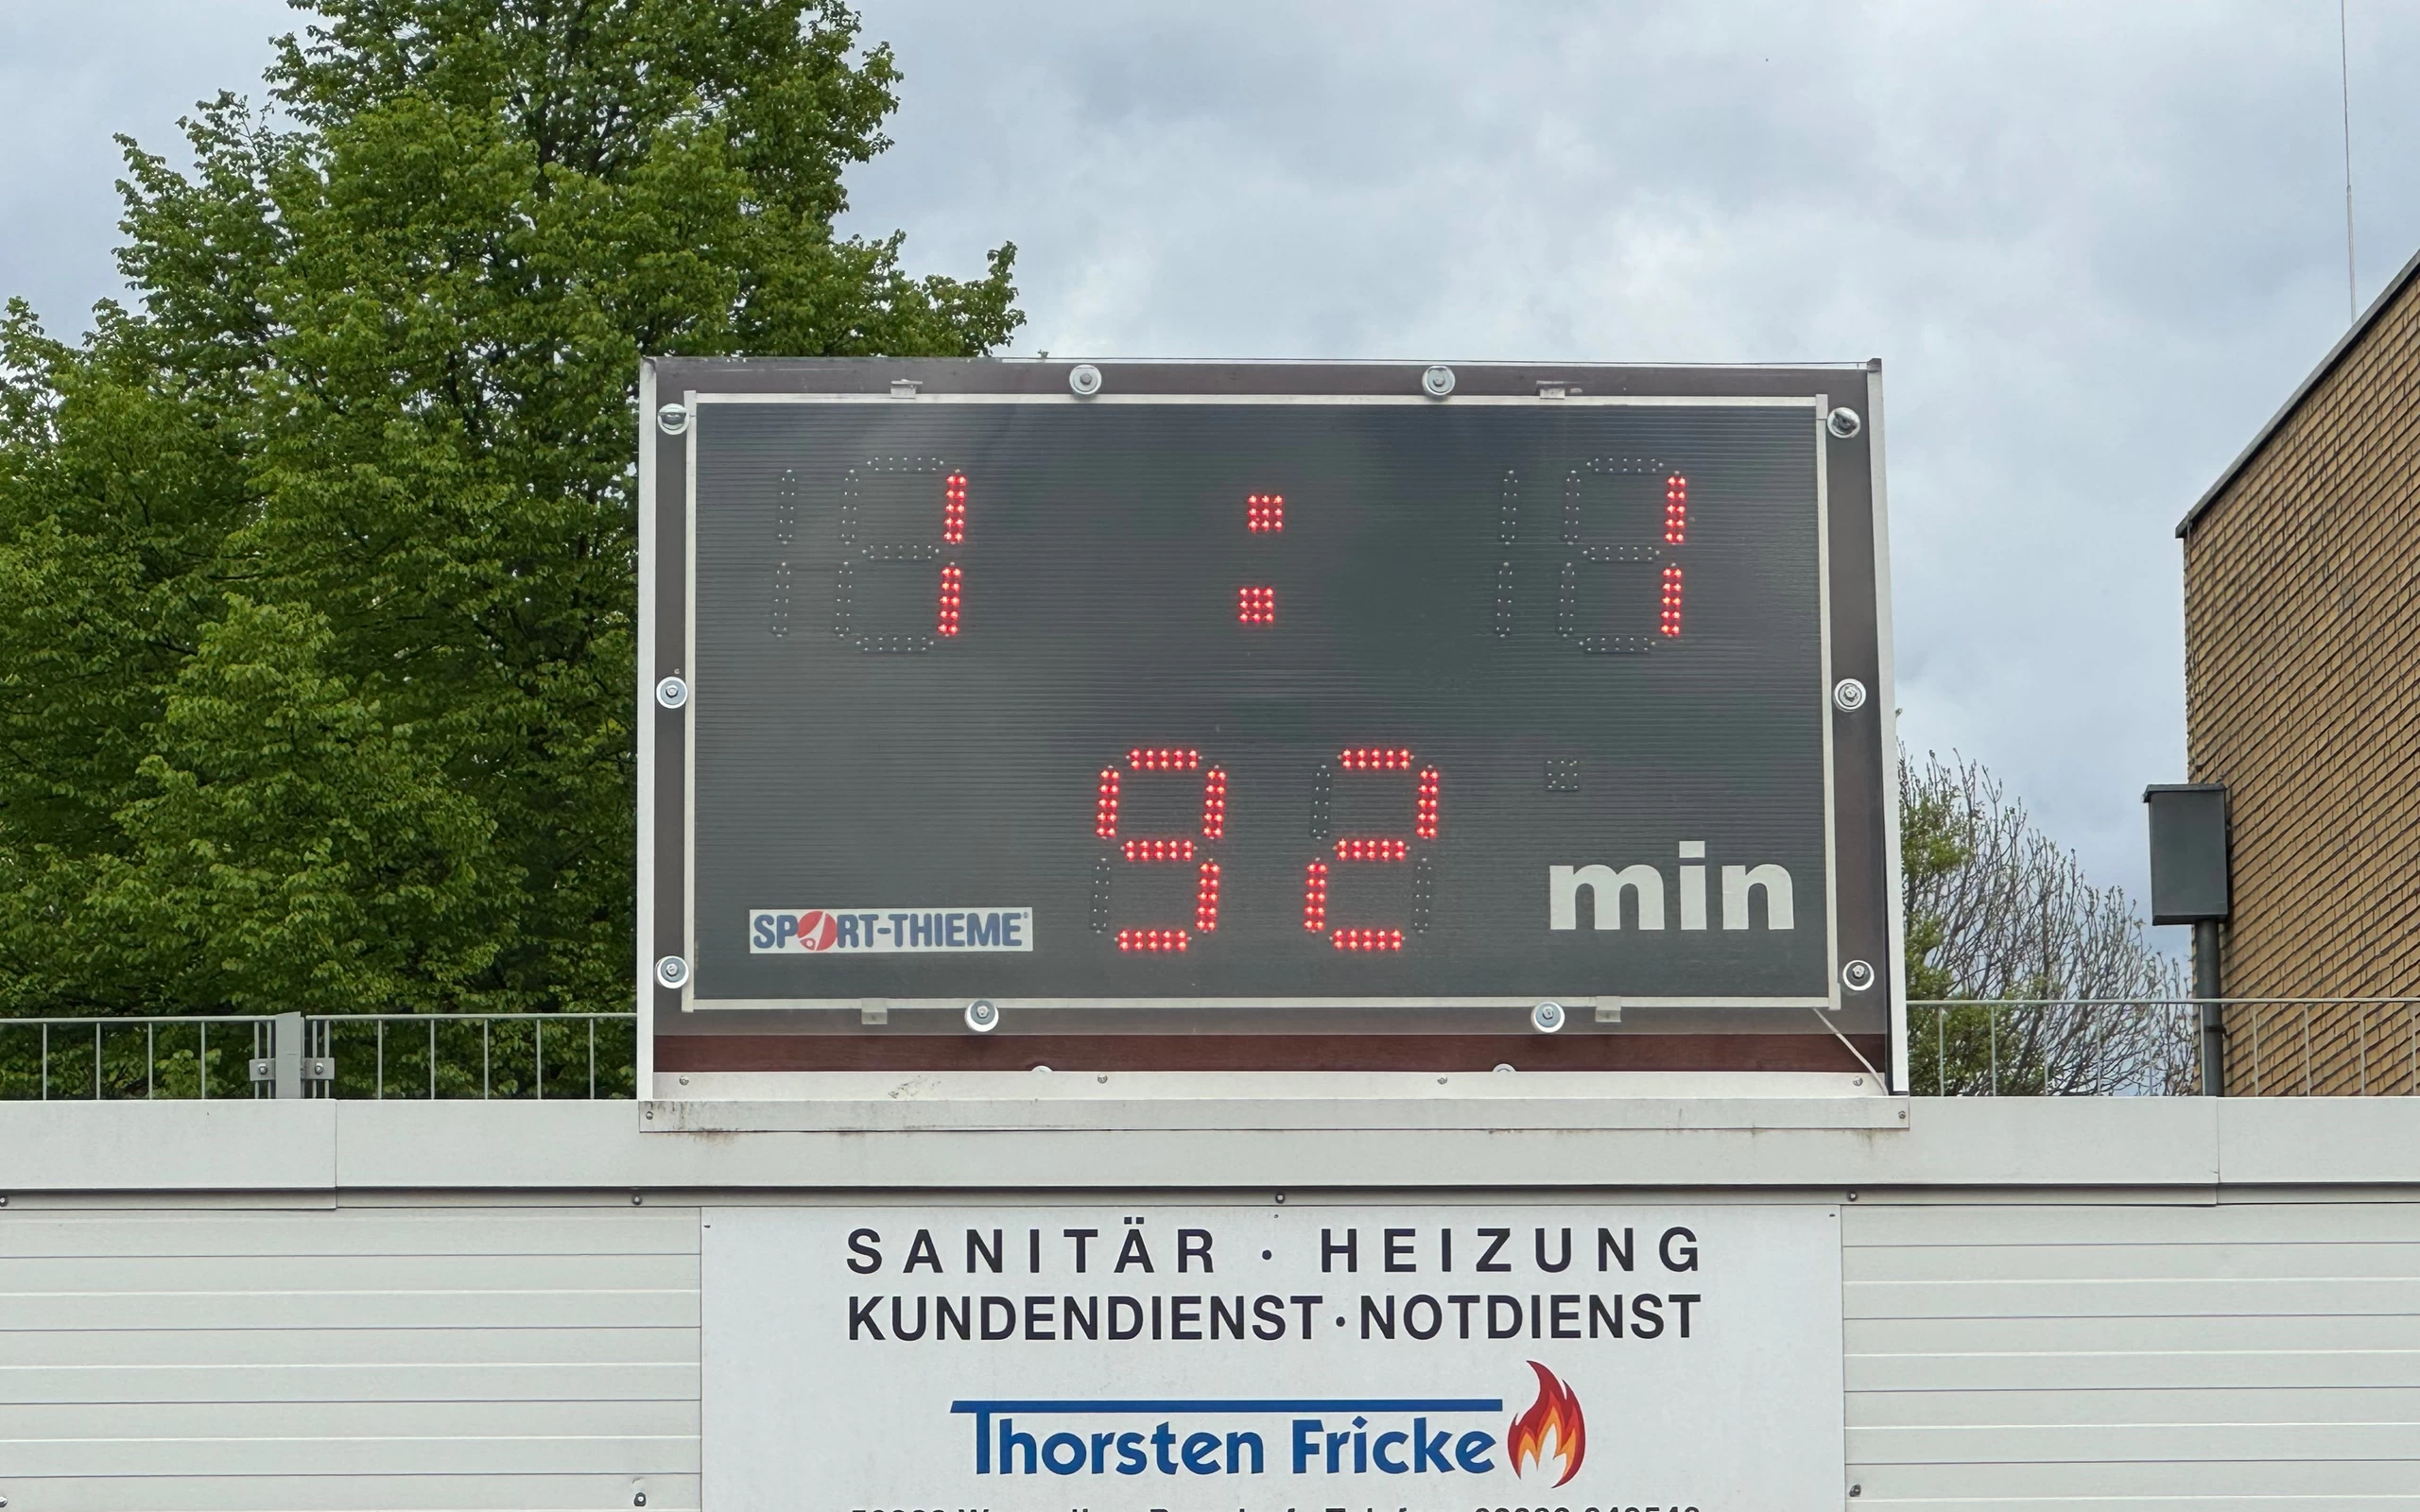 1 : 1
92 min
SPORT-THIEME®
SANITÄR · HEIZUNG
KUNDENDIENST·NOTDIENST
Thorsten Fricke